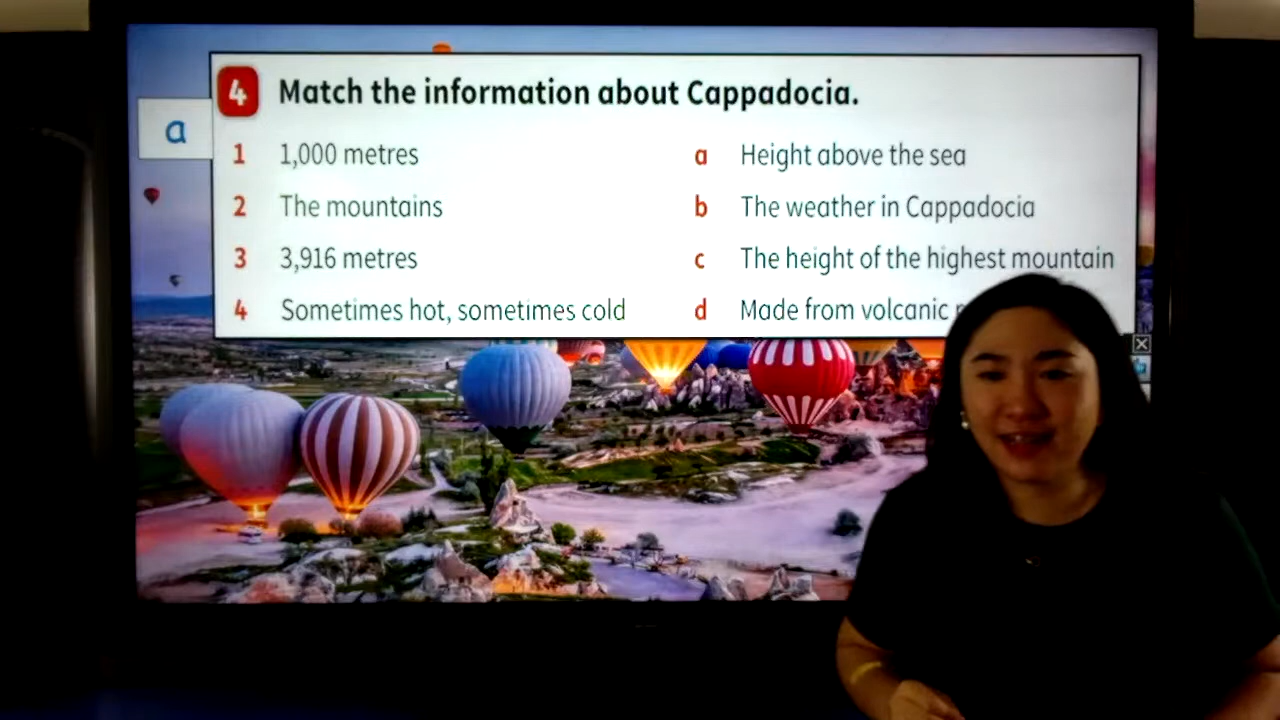 4 Match the information about Cappadocia.
a
1 1,000 metres a Height above the sea
2 The mountains b The weather in Cappadocia
3 3,916 metres c The height of the highest mountain
4 Sometimes hot, sometimes cold d Made from volcanic